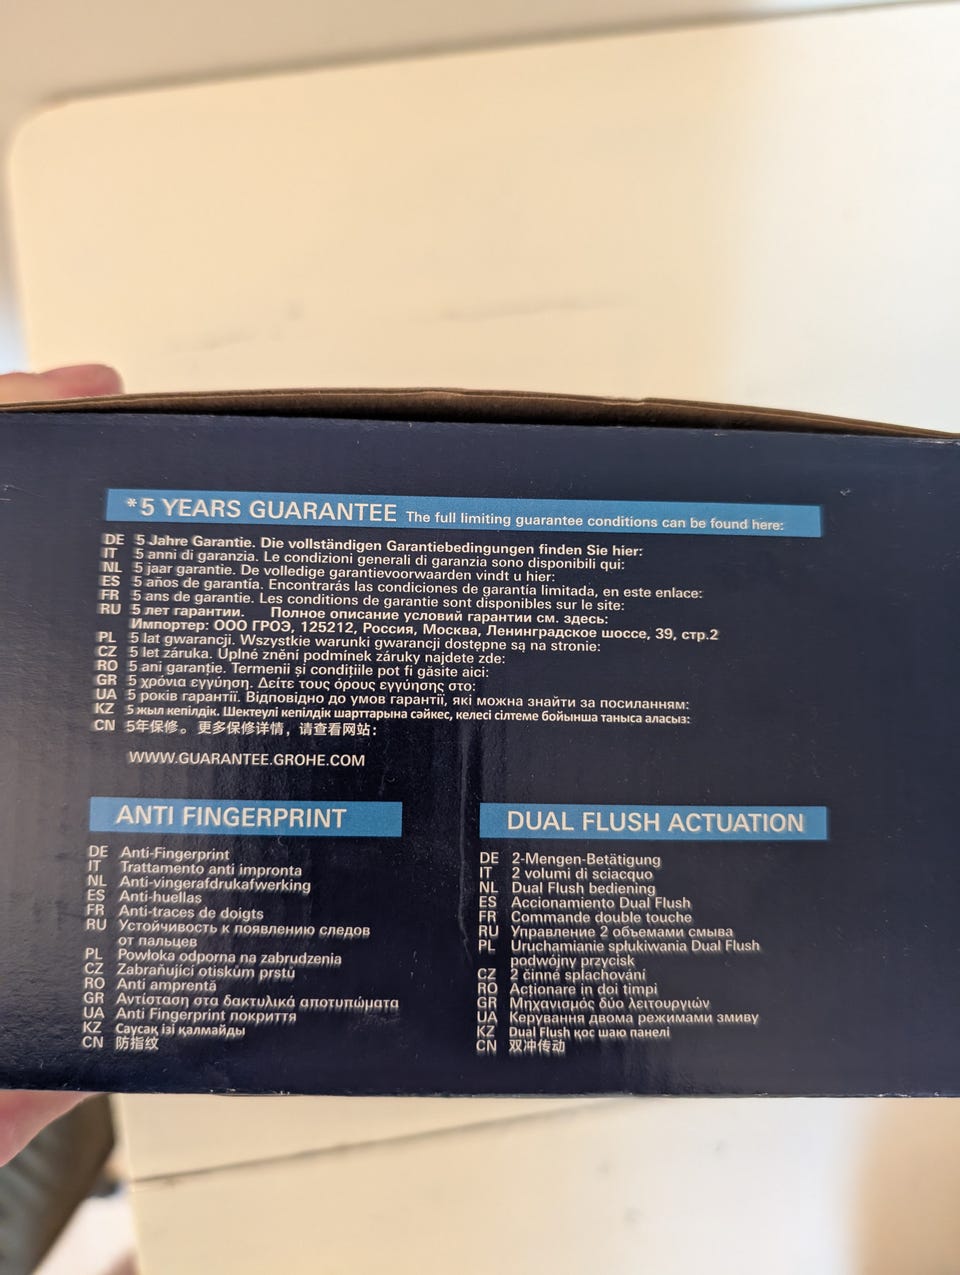 *5 YEARS GUARANTEE The full limiting guarantee conditions can be found here:
DE 5 Jahre Garantie. Die vollständigen Garantiebedingungen finden Sie hier:
IT 5 anni di garanzia. Le condizioni generali di garanzia sono disponibili qui:
NL 5 jaar garantie. De volledige garantievoorwaarden vindt u hier:
ES 5 años de garantia. Encontrarás las condiciones de garantía limitada, en este enlace:
FR 5 ans de garantie. Les conditions de garantie sont disponibles sur le site:
RU 5 лет гарантии. Полное описание условий гарантии см. здесь:
Импортер: ООО ГРОЭ, 125212, Россия, Москва, Ленинградское шоссе, 39, стр.2
PL 5 lat gwarancji. Wszystkie warunki gwarancji dostępne są na stronie:
CZ 5 let záruka. Úplné znění podmínek záruky najdete zde:
RO 5 ani garanție. Termenii și condițiile pot fi găsite aici:
GR 5 χρόνια εγγύηση. Δείτε τους όρους εγγύησης στο:
UA 5 років гарантії. Відповідно до умов гарантії, які можна знайти за посиланням:
KZ 5 жыл кепілдік. Шектеулі кепілдік шарттарына сәйкес, келесі сілтеме бойынша таныса аласыз:
CN 5年保修。更多保修详情，请查看网站：
WWW.GUARANTEE.GROHE.COM
ANTI FINGERPRINT
DE Anti-Fingerprint
IT Trattamento anti impronta
NL Anti-vingerafdrukafwerking
ES Anti-huellas
FR Anti-traces de doigts
RU Устойчивость к появлению следов
от пальцев
PL Powłoka odporna na zabrudzenia
CZ Zabraňující otiskům prstů
RO Anti amprentă
GR Αντίσταση στα δακτυλικά αποτυπώματα
UA Anti Fingerprint покриття
KZ Саусақ ізі қалмайды
CN 防指纹
DUAL FLUSH ACTUATION
DE 2-Mengen-Betätigung
IT 2 volumi di sciacquo
NL Dual Flush bediening
ES Accionamiento Dual Flush
FR Commande double touche
RU Управление 2 объемами смыва
PL Uruchamianie spłukiwania Dual Flush
podwójny przycisk
CZ 2 činné splachování
RO Acționare in doi timpi
GR Μηχανισμός δύο λειτουργιών
UA Керування двома режимами змиву
KZ Dual Flush қос шаю панелі
CN 双冲传动